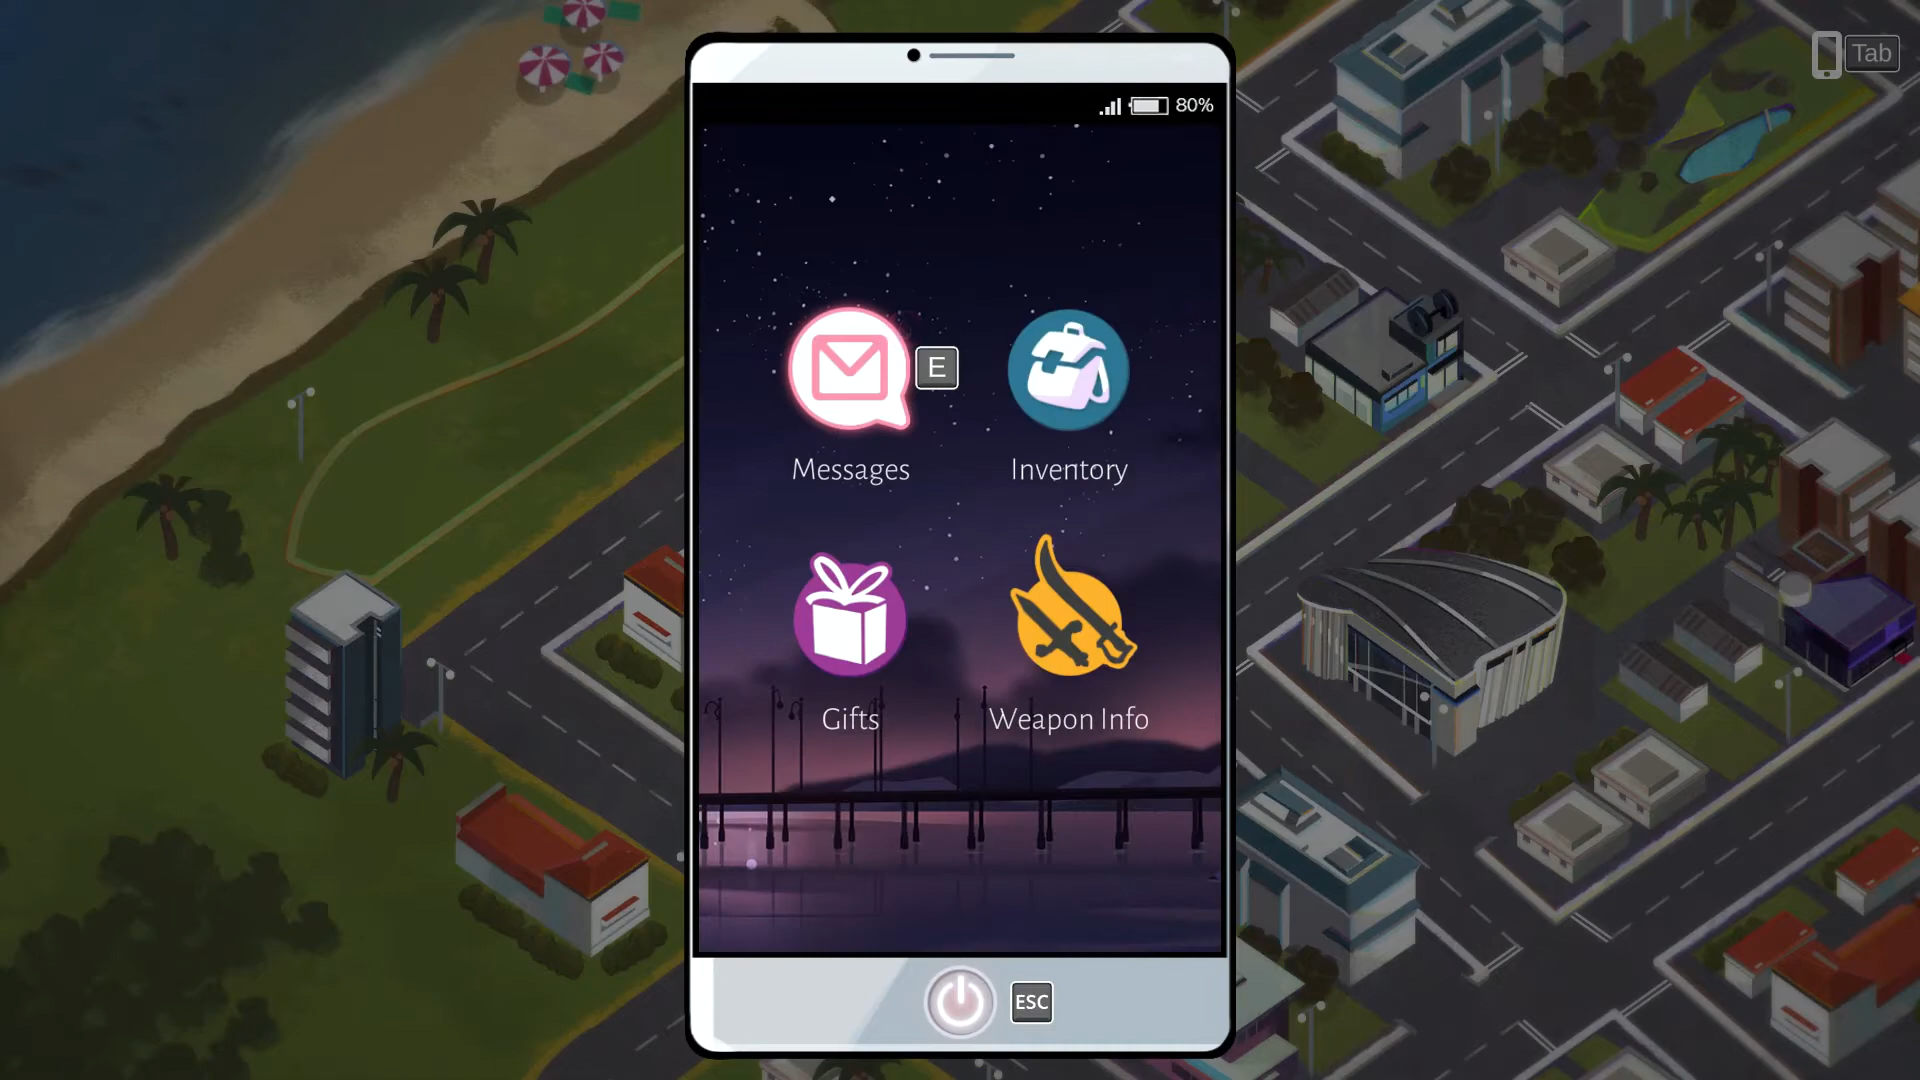 Tab
80%
E
Messages
Inventory
Gifts
Weapon Info
ESC